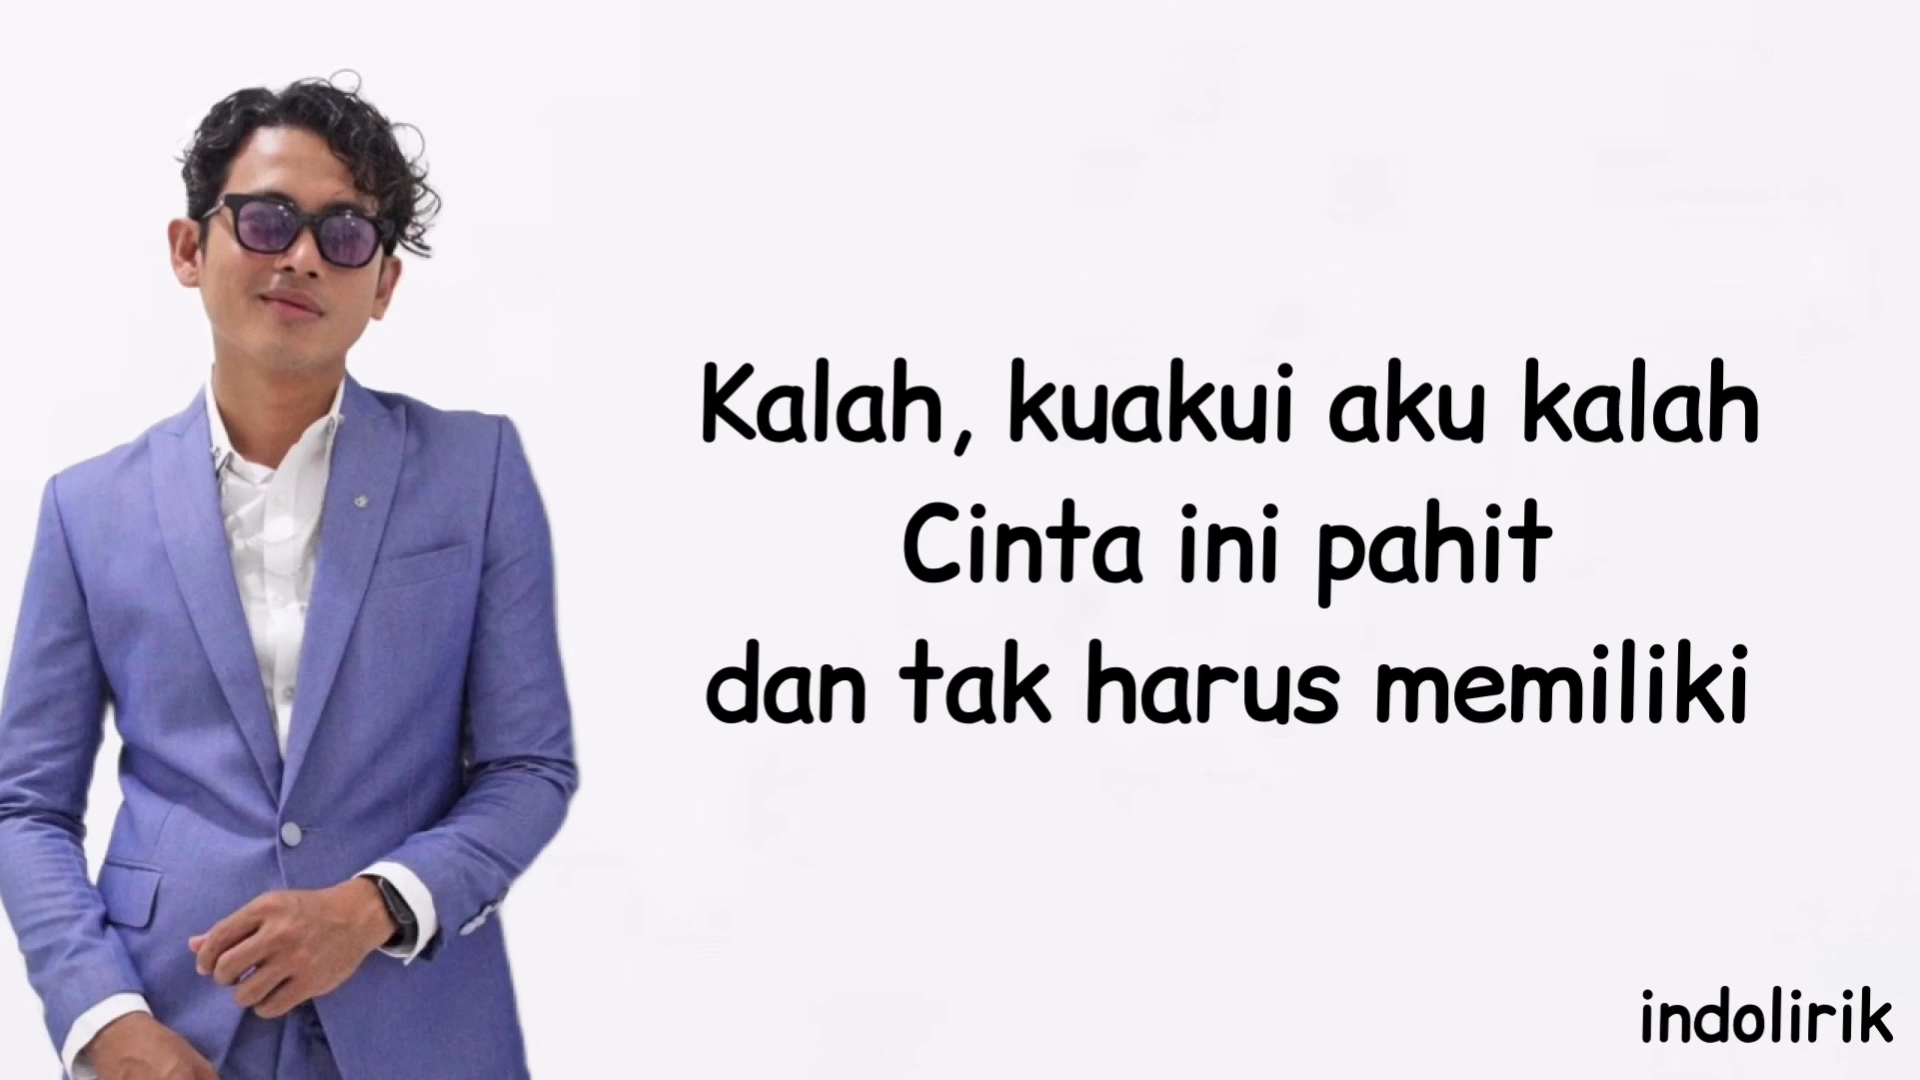 Kalah, kuakui aku kalah
Cinta ini pahit
dan tak harus memiliki
indolirik